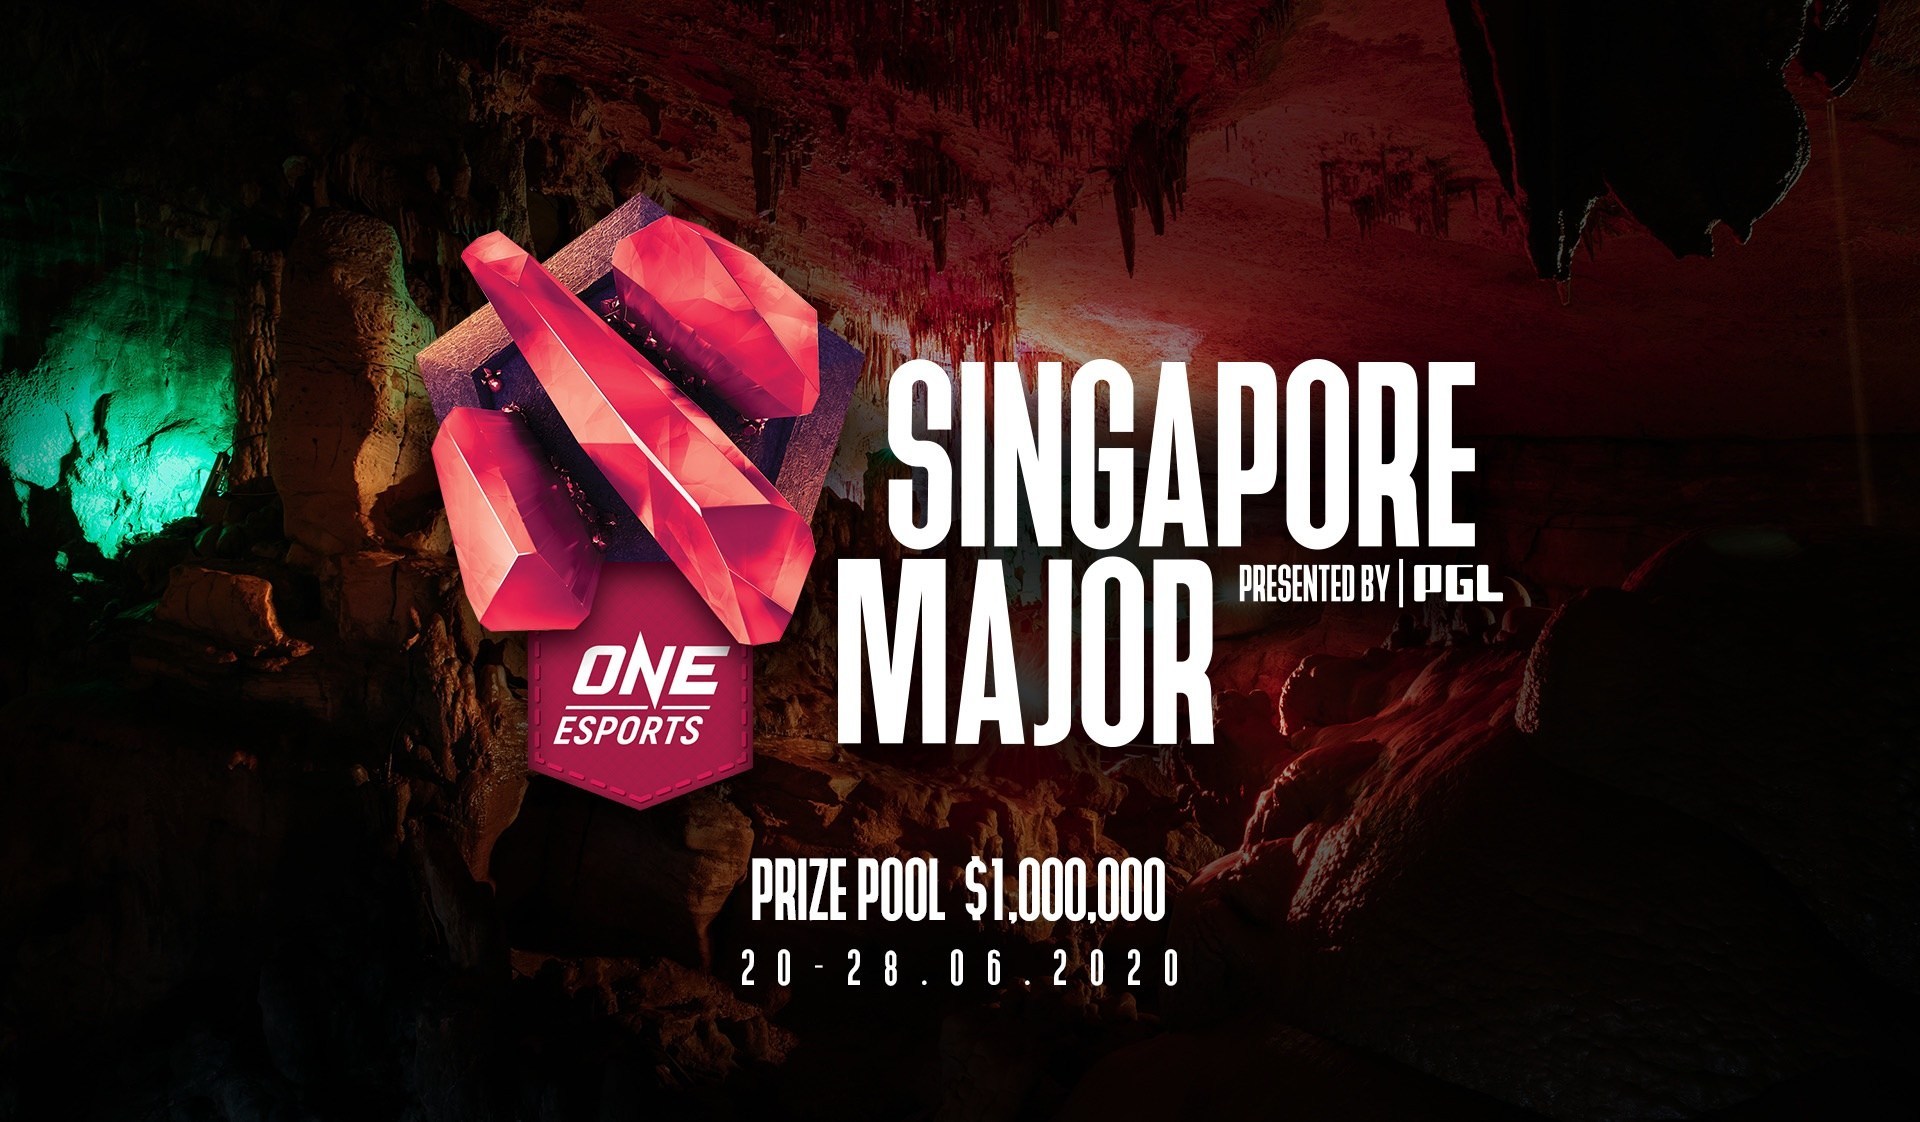 SINGAPORE
MAJOR
PRESENTED BY | PGL
ONE
ESPORTS
PRIZE POOL $1,000,000
20-28.06.2020